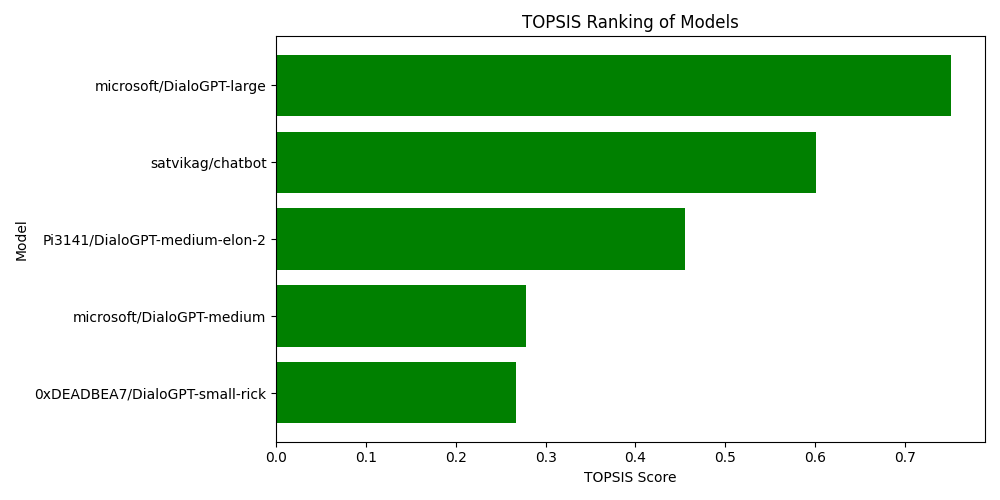 TOPSIS Ranking of Models
Model
microsoft/DialoGPT-large
satvikag/chatbot
Pi3141/DialoGPT-medium-elon-2
microsoft/DialoGPT-medium
0xDEADBEA7/DialoGPT-small-rick
0.0 0.1 0.2 0.3 0.4 0.5 0.6 0.7
TOPSIS Score